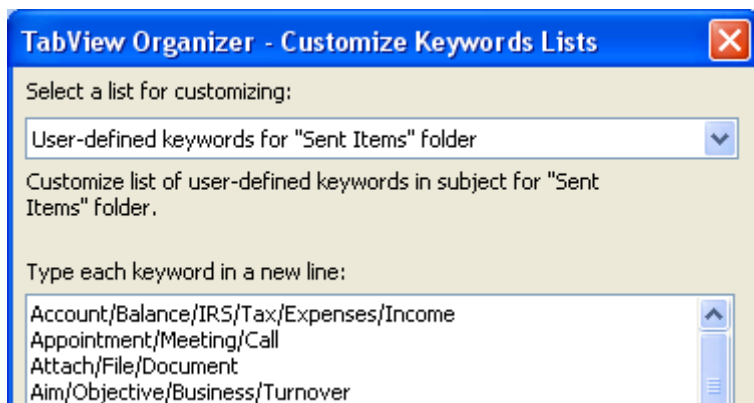 TabView Organizer - Customize Keywords Lists
Select a list for customizing:
User-defined keywords for "Sent Items" folder
Customize list of user-defined keywords in subject for "Sent
Items" folder.
Type each keyword in a new line:
Account/Balance/IRS/Tax/Expenses/Income
Appointment/Meeting/Call
Attach/File/Document
Aim/Objective/Business/Turnover